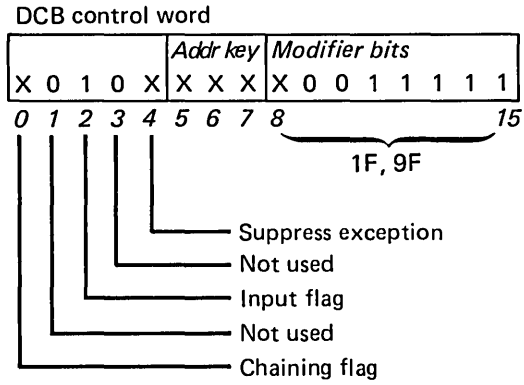 DCB control word
Addr key Modifier bits
X 0 1 0 X X X X X 0 0 1 1 1 1 1
0 1 2 3 4 5 6 7 8 15
1F, 9F
Suppress exception
Not used
Input flag
Not used
Chaining flag